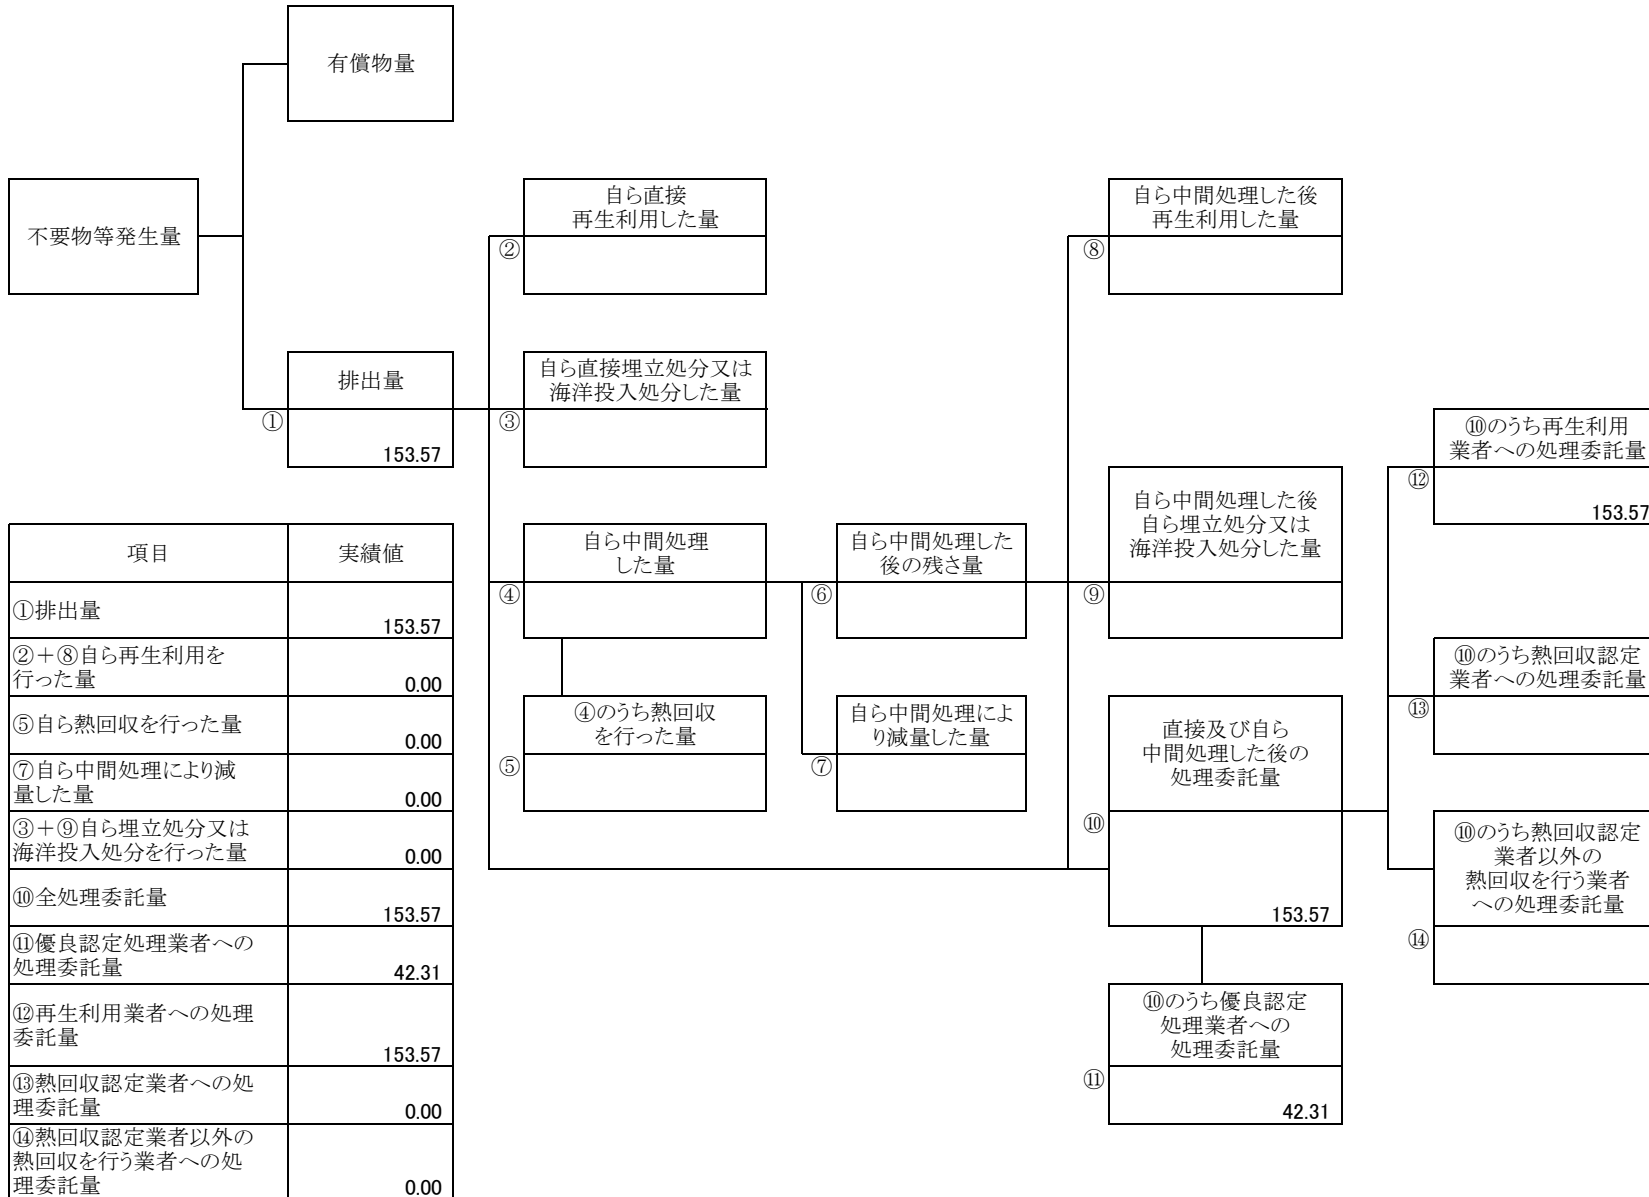 有償物量
不要物等発生量
自ら直接
再生利用した量
②
自ら中間処理した後
再生利用した量
⑧
排出量
①
153.57
自ら直接埋立処分又は
海洋投入処分した量
③
⑩のうち再生利用
業者への処理委託量
⑫
153.57
自ら中間処理
した量
④
自ら中間処理した
後の残さ量
⑥
自ら中間処理した後
自ら埋立処分又は
海洋投入処分した量
⑨
④のうち熱回収
を行った量
⑤
自ら中間処理によ
り減量した量
⑦
直接及び自ら
中間処理した後の
処理委託量
⑩
153.57
⑩のうち熱回収認定
業者への処理委託量
⑬
⑩のうち熱回収認定
業者以外の
熱回収を行う業者
への処理委託量
⑭
⑩のうち優良認定
処理業者への
処理委託量
⑪
42.31
項目 実績値
①排出量
153.57
②＋⑧自ら再生利用を
行った量
0.00
⑤自ら熱回収を行った量
0.00
⑦自ら中間処理により減
量した量
0.00
③＋⑨自ら埋立処分又は
海洋投入処分を行った量
0.00
⑩全処理委託量
153.57
⑪優良認定処理業者への
処理委託量
42.31
⑫再生利用業者への処理
委託量
153.57
⑬熱回収認定業者への処
理委託量
0.00
⑭熱回収認定業者以外の
熱回収を行う業者への処
理委託量
0.00